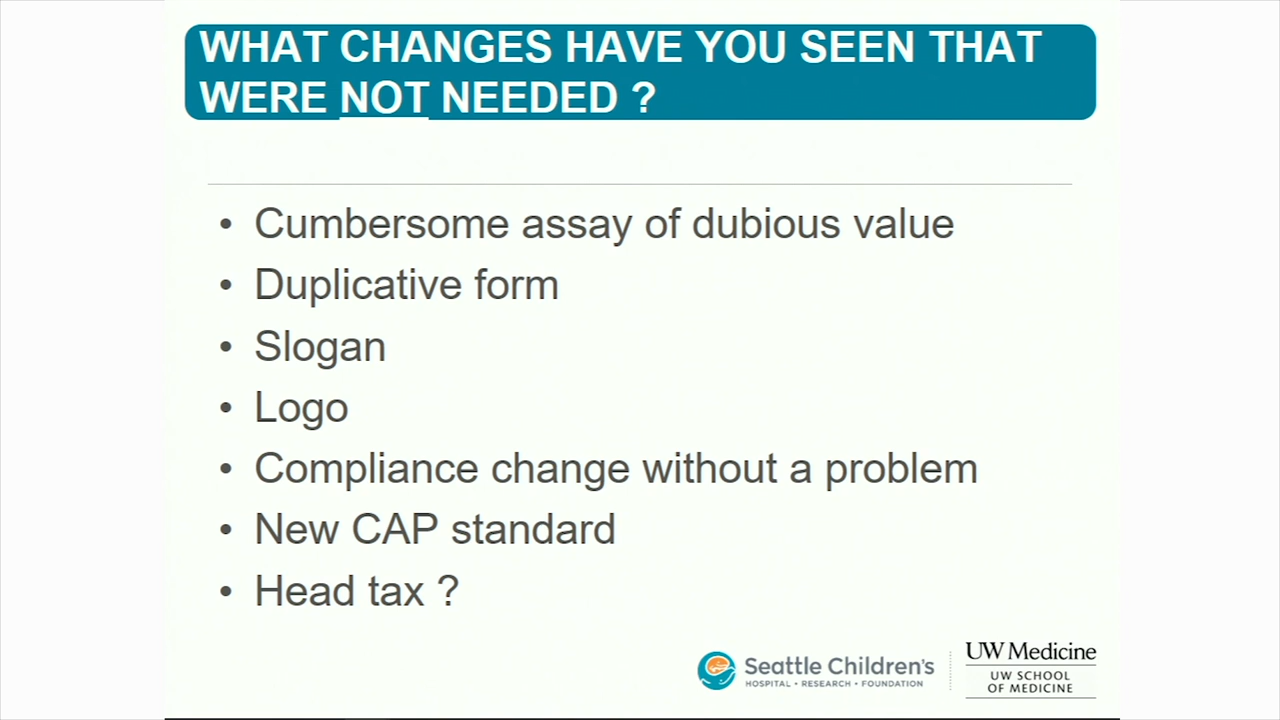 WHAT CHANGES HAVE YOU SEEN THAT
WERE NOT NEEDED ?
• Cumbersome assay of dubious value
• Duplicative form
• Slogan
• Logo
• Compliance change without a problem
• New CAP standard
• Head tax ?
Seattle Children's
HOSPITAL • RESEARCH • FOUNDATION
UW Medicine
UW SCHOOL
OF MEDICINE